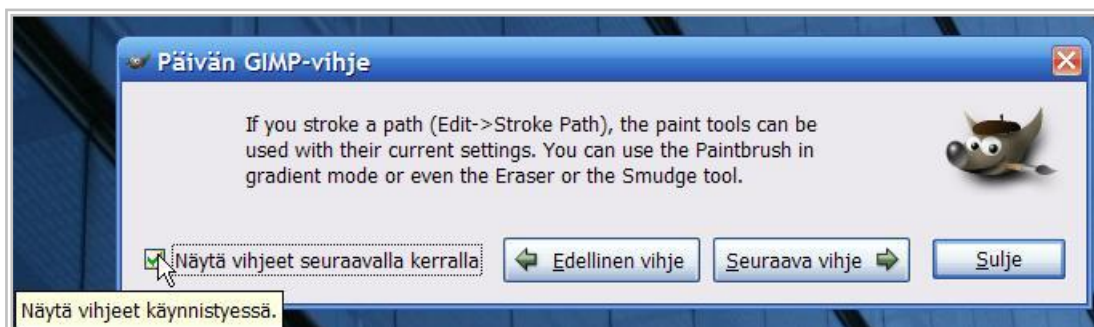 Päivän GIMP-vihje
If you stroke a path (Edit->Stroke Path), the paint tools can be
used with their current settings. You can use the Paintbrush in
gradient mode or even the Eraser or the Smudge tool.
Näytä vihjeet seuraavalla kerralla
Edellinen vihje
Seuraava vihje
Sulje
Näytä vihjeet käynnistyessä.